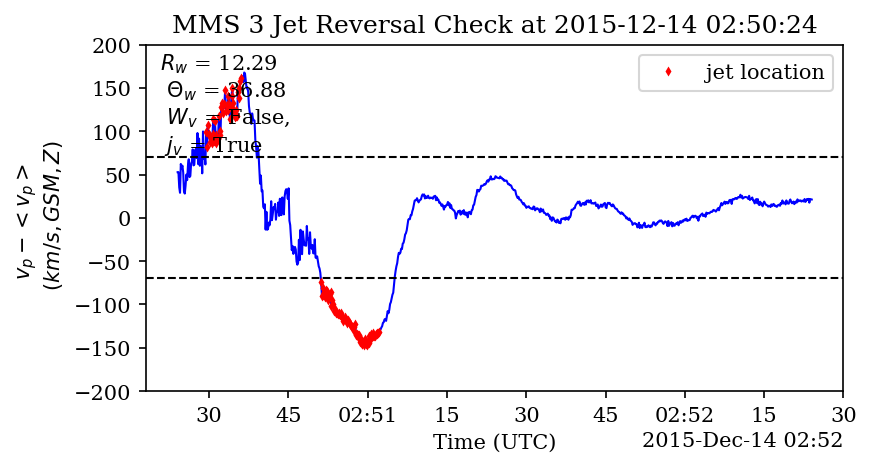 MMS 3 Jet Reversal Check at 2015-12-14 02:50:24
R_w = 12.29
Θ_w = 36.88
W_v = False,
j_v = True
jet location
200
150
100
50
0
−50
−100
−150
−200
v_p − < v_p >
(km/s, GSM, Z)
30 45 02:51 15 30 45 02:52 15 30
Time (UTC)
2015-Dec-14 02:52